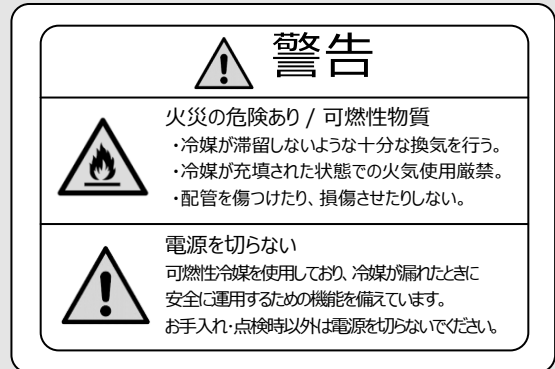 警告
火災の危険あり / 可燃性物質
・冷媒が滞留しないような十分な換気を行う。
・冷媒が充填された状態での火気使用厳禁。
・配管を傷つけたり、損傷させたりしない。
電源を切らない
可燃性冷媒を使用しており、冷媒が漏れたときに
安全に運用するための機能を備えています。
お手入れ・点検時以外は電源を切らないでください。